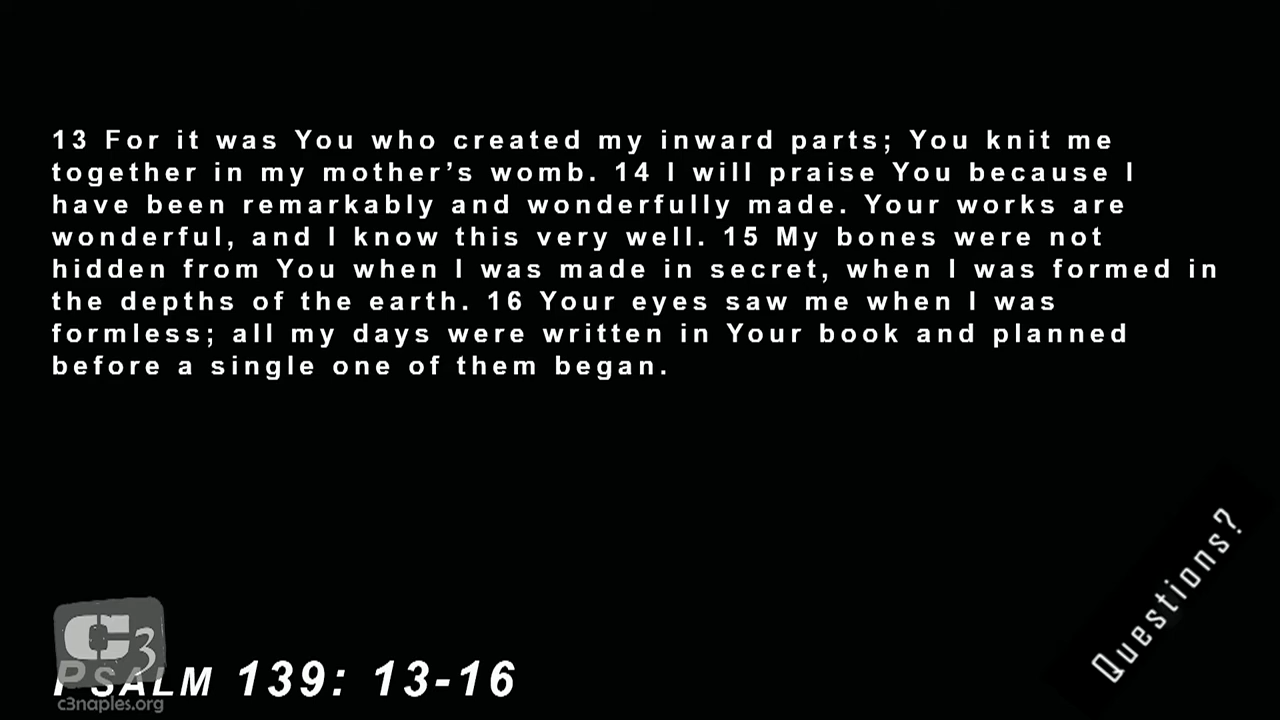 13 For it was You who created my inward parts; You knit me
together in my mother’s womb. 14 I will praise You because I
have been remarkably and wonderfully made. Your works are
wonderful, and I know this very well. 15 My bones were not
hidden from You when I was made in secret, when I was formed in
the depths of the earth. 16 Your eyes saw me when I was
formless; all my days were written in Your book and planned
before a single one of them began.
Questions?
C3
PSALM 139: 13-16
c3naples.org